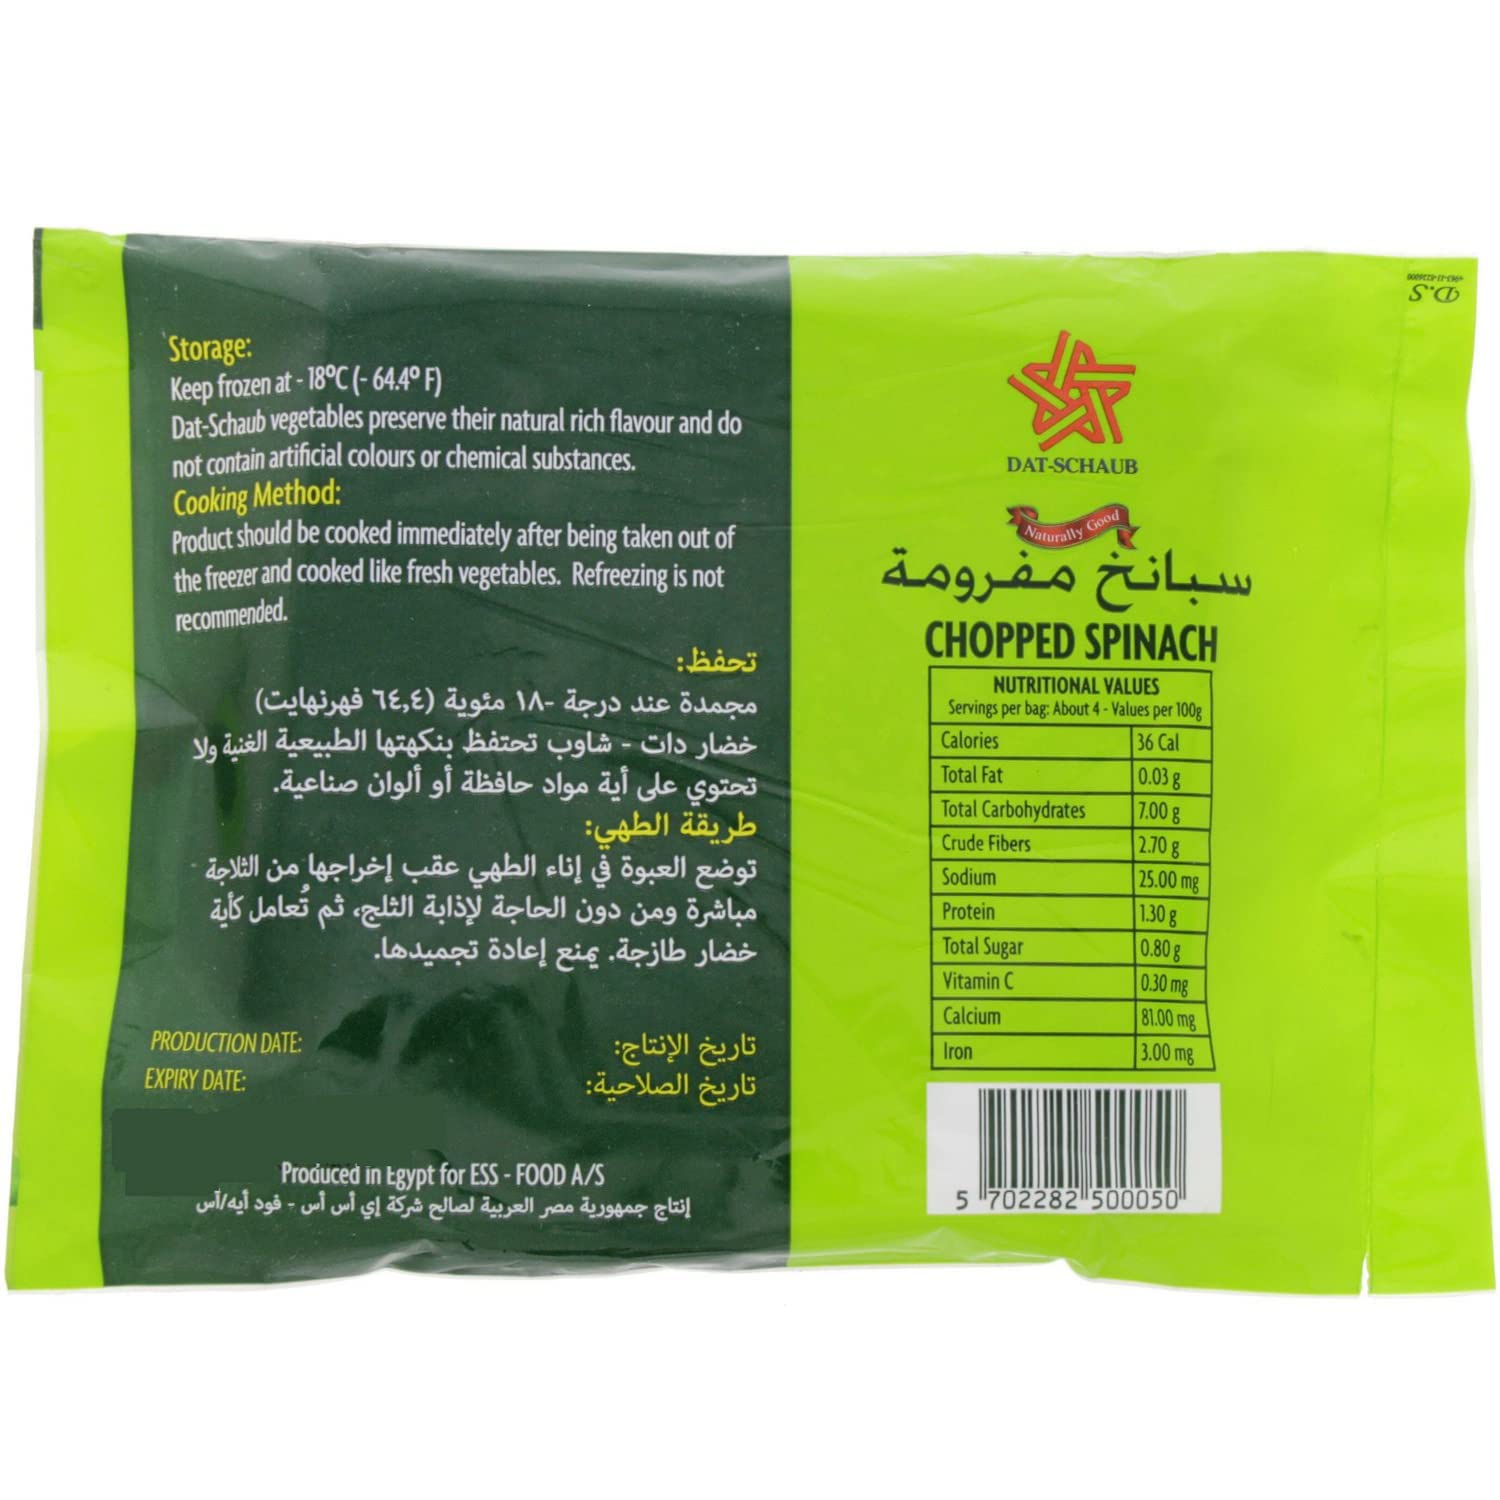 Storage:
Keep frozen at - 18ºC (- 64.4º F)
Dat-Schaub vegetables preserve their natural rich flavour and do
not contain artificial colours or chemical substances.
Cooking Method:
Product should be cooked immediately after being taken out of
the freezer and cooked like fresh vegetables. Refreezing is not
recommended.
تحفظ:
مجمدة عند درجة -١٨ مئوية (٦٤,٤ فهرنهايت)
خضار دات - شاوب تحتفظ بنكهتها الطبيعية الغنية ولا
تحتوي على أية مواد حافظة أو ألوان صناعية.
طريقة الطهي:
توضع العبوة في إناء الطهي عقب إخراجها من الثلاجة
مباشرة ومن دون الحاجة لإذابة الثلج، ثم تُعامل كأية
خضار طازجة. يمنع إعادة تجميدها.
PRODUCTION DATE: تاريخ الإنتاج:
EXPIRY DATE: تاريخ الصلاحية:
Produced in Egypt for ESS - FOOD A/S
إنتاج جمهورية مصر العربية لصالح شركة إي أس أس - فود أيه/آس
DAT-SCHAUB
Naturally Good
سبانخ مفرومة
CHOPPED SPINACH
NUTRITIONAL VALUES
Servings per bag: About 4 - Values per 100g
Calories 36 Cal
Total Fat 0.03 g
Total Carbohydrates 7.00 g
Crude Fibers 2.70 g
Sodium 25.00 mg
Protein 1.30 g
Total Sugar 0.80 g
Vitamin C 0.30 mg
Calcium 81.00 mg
Iron 3.00 mg
5 702282 500050
D.S